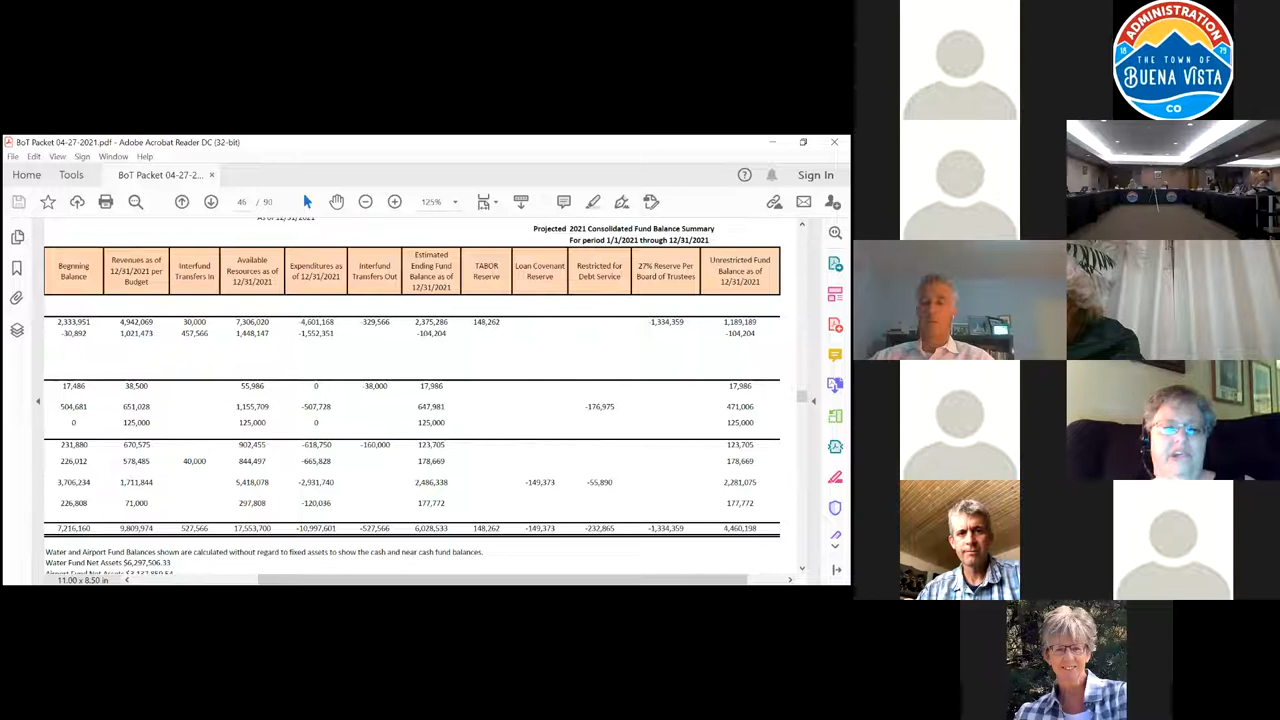 BoT Packet 04-27-2021.pdf - Adobe Acrobat Reader DC (32-bit)
File Edit View Sign Window Help
Home Tools BoT Packet 04-27-2... × Sign In
46 / 90 125%
As of 12/31/2021
Projected 2021 Consolidated Fund Balance Summary
For period 1/1/2021 through 12/31/2021
Beginning Balance
Revenues as of 12/31/2021 per Budget
Interfund Transfers In
Available Resources as of 12/31/2021
Expenditures as of 12/31/2021
Interfund Transfers Out
Estimated Ending Fund Balance as of 12/31/2021
TABOR Reserve
Loan Covenant Reserve
Restricted for Debt Service
27% Reserve Per Board of Trustees
Unrestricted Fund Balance as of 12/31/2021
2,333,951 4,942,069 30,000 7,306,020 -4,601,168 -329,566 2,375,286 148,262 -1,334,359 1,189,189
-30,892 1,021,473 457,566 1,448,147 -1,552,351 -104,204 -104,204
17,486 38,500 55,986 0 -38,000 17,986 17,986
504,681 651,028 1,155,709 -507,728 647,981 -176,975 471,006
0 125,000 125,000 0 125,000 125,000
231,880 670,575 902,455 -618,750 -160,000 123,705 123,705
226,012 578,485 40,000 844,497 -665,828 178,669 178,669
3,706,234 1,711,844 5,418,078 -2,931,740 2,486,338 -149,373 -55,890 2,281,075
226,808 71,000 297,808 -120,036 177,772 177,772
7,216,160 9,809,974 527,566 17,553,700 -10,997,601 -527,566 6,028,533 148,262 -149,373 -232,865 -1,334,359 4,460,198
Water and Airport Fund Balances shown are calculated without regard to fixed assets to show the cash and near cash fund balances.
Water Fund Net Assets $6,297,506.33
11.00 x 8.50 in
ADMINISTRATION
18 79
THE TOWN OF
BUENA VISTA
CO